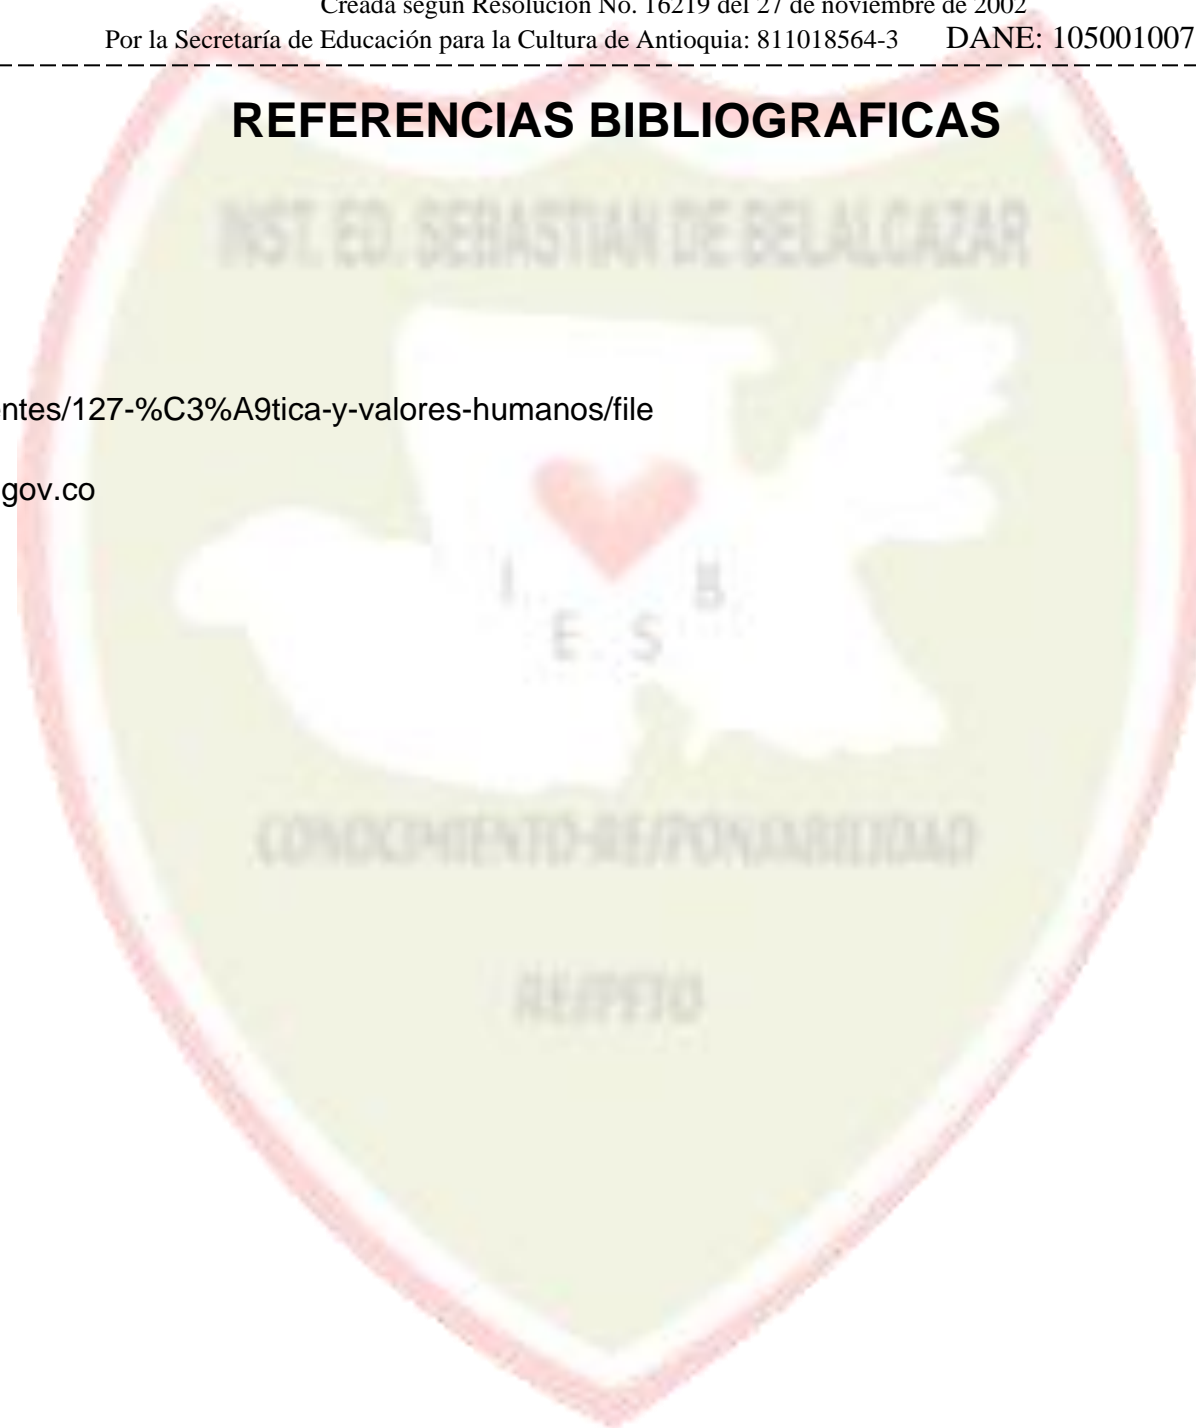 Creada según Resolución No. 16219 del 27 de noviembre de 2002
Por la Secretaría de Educación para la Cultura de Antioquia: 811018564-3 DANE: 105001007
REFERENCIAS BIBLIOGRAFICAS
INST. ED. SEBASTIAN DE BELALCAZAR
ntes/127-%C3%A9tica-y-valores-humanos/file
gov.co
I B
E S
CONOCIMIENTO-RESPONSABILIDAD
RESPETO